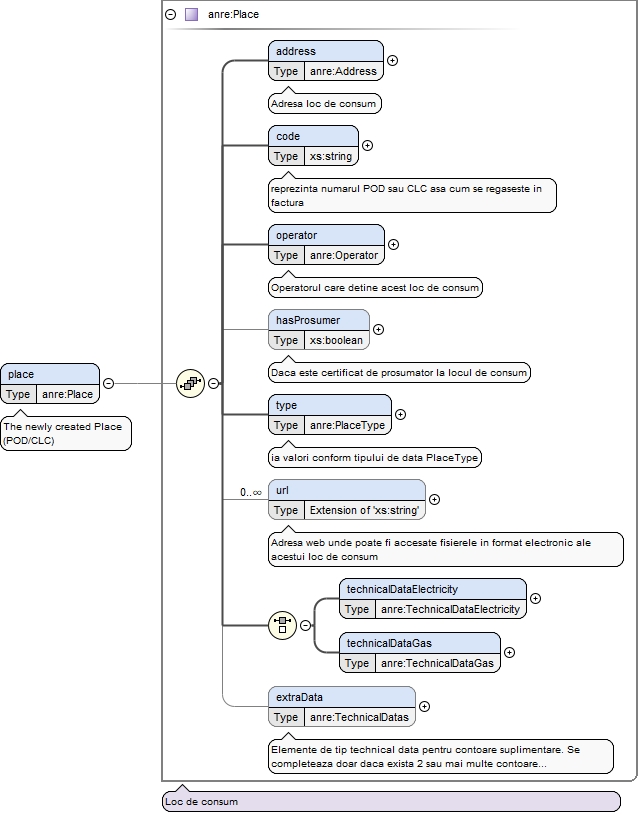 anre:Place
address
Type anre:Address
Adresa loc de consum
code
Type xs:string
reprezinta numarul POD sau CLC asa cum se regaseste in
factura
operator
Type anre:Operator
Operatorul care detine acest loc de consum
hasProsumer
Type xs:boolean
Daca este certificat de prosumator la locul de consum
place
Type anre:Place
The newly created Place
(POD/CLC)
type
Type anre:PlaceType
ia valori conform tipului de data PlaceType
0..∞
url
Type Extension of 'xs:string'
Adresa web unde poate fi accesate fisierele in format electronic ale
acestui loc de consum
technicalDataElectricity
Type anre:TechnicalDataElectricity
technicalDataGas
Type anre:TechnicalDataGas
extraData
Type anre:TechnicalDatas
Elemente de tip technical data pentru contoare suplimentare. Se
completeaza doar daca exista 2 sau mai multe contoare...
Loc de consum